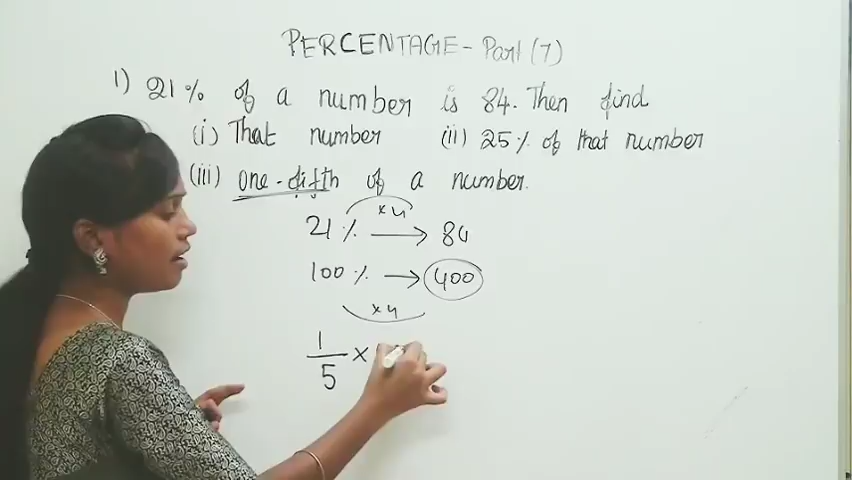 PERCENTAGE - Part (7)
1) 21% of a number is 84. Then find
(i) That number (ii) 25% of that number
(iii) one-fifth of a number.
×4
21% → 84
100% → 400
×4
1/5 ×